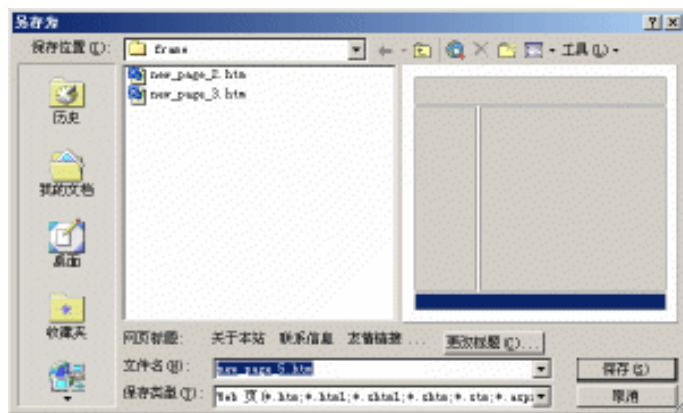 另存为
保存位置(I): frame 工具(L)
new_page_2.htm
new_page_3.htm
历史
我的文档
桌面
收藏夹
网页标题: 关于本站 联系信息 友情链接 ... 更改标题(C)...
文件名(N): new_page_5.htm 保存(S)
保存类型(T): Web 页(*.htm;*.html;*.shtml;*.shtm;*.stm;*.asp; 取消